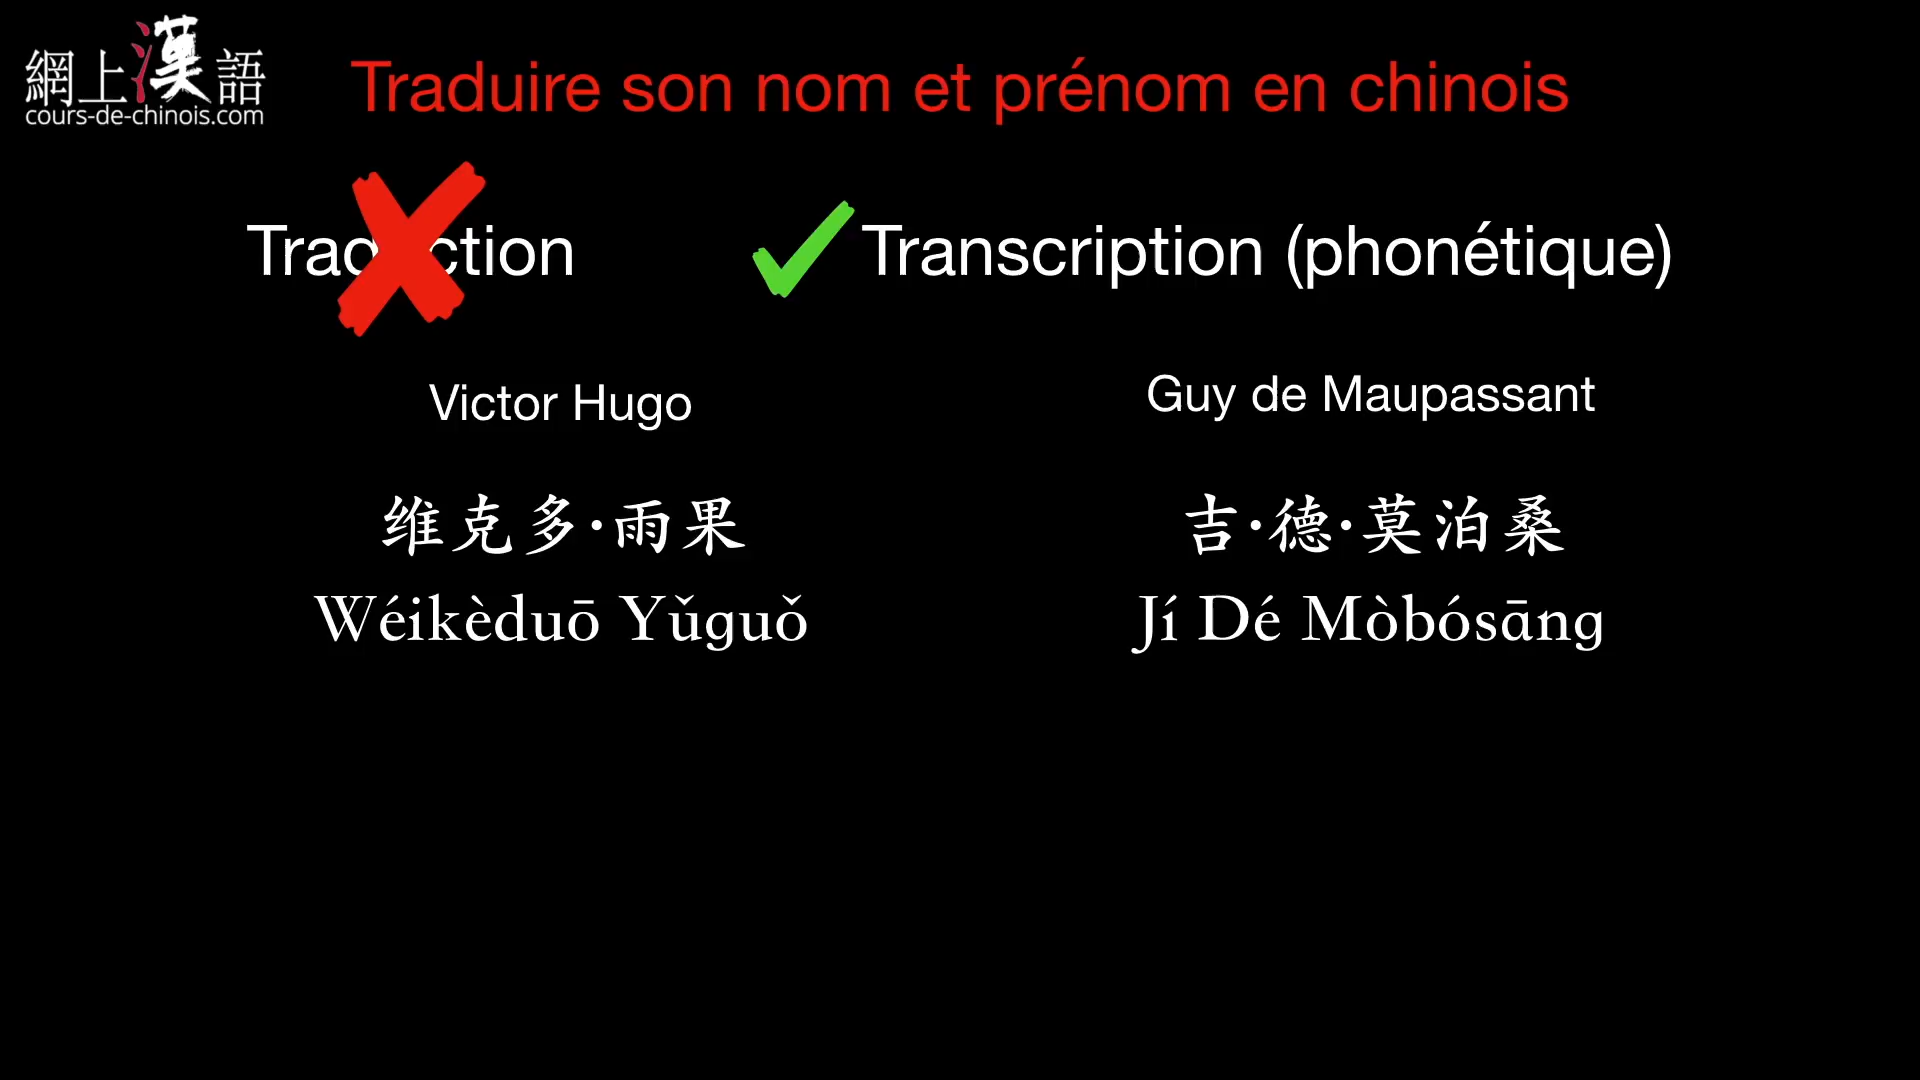 網上漢語
cours-de-chinois.com
Traduire son nom et prénom en chinois
Traduction
Transcription (phonétique)
Victor Hugo
Guy de Maupassant
维克多·雨果
吉·德·莫泊桑
Wéikèduō Yǔguǒ
Jí Dé Mòbósāng